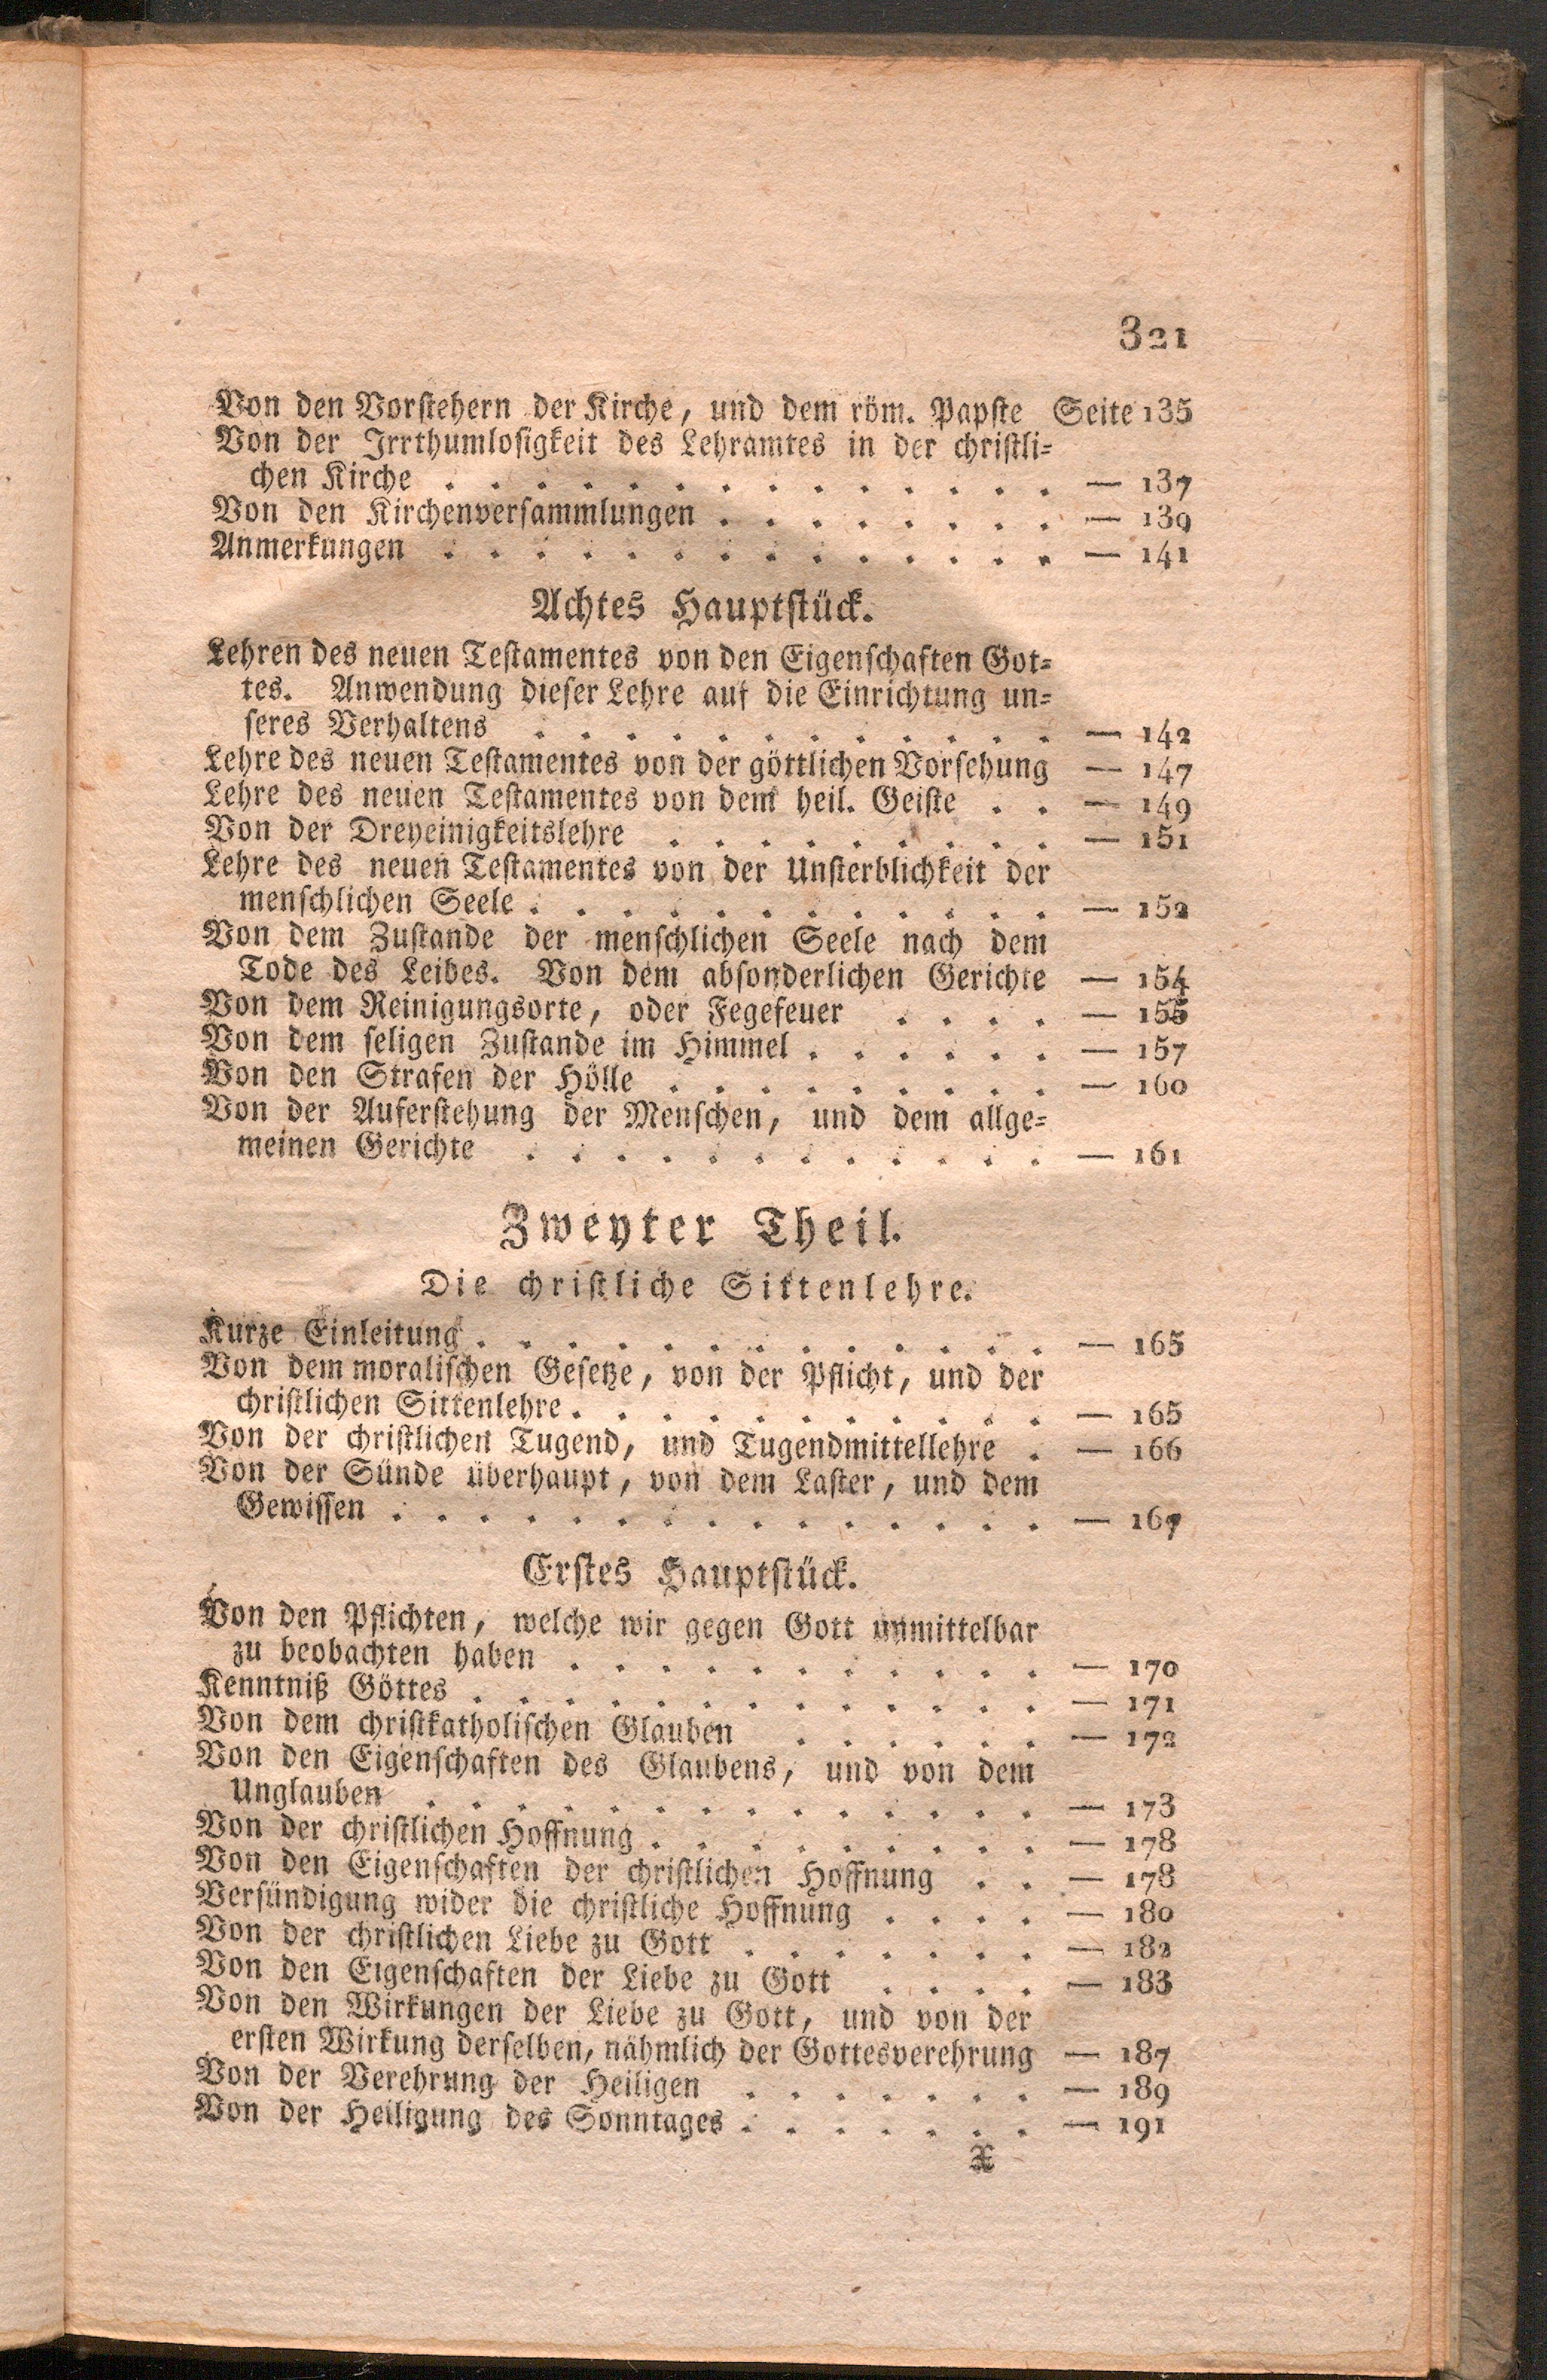 321
Von den Vorstehern der Kirche, und dem röm. Papste Seite 135
Von der Irrthumlosigkeit des Lehramtes in der christli=
chen Kirche . . . . . . . . . . . . . . — 137
Von den Kirchenversammlungen . . . . . . . . — 139
Anmerkungen . . . . . . . . . . . . . . — 141
Achtes Hauptstück.
Lehren des neuen Testamentes von den Eigenschaften Got=
tes. Anwendung dieser Lehre auf die Einrichtung un=
seres Verhaltens . . . . . . . . . . . . — 142
Lehre des neuen Testamentes von der göttlichen Vorsehung — 147
Lehre des neuen Testamentes von dem heil. Geiste . . — 149
Von der Dreyeinigkeitslehre . . . . . . . . . — 151
Lehre des neuen Testamentes von der Unsterblichkeit der
menschlichen Seele . . . . . . . . . . . . — 152
Von dem Zustande der menschlichen Seele nach dem
Tode des Leibes. Von dem absonderlichen Gerichte — 154
Von dem Reinigungsorte, oder Fegefeuer . . . . — 155
Von dem seligen Zustande im Himmel . . . . . . — 157
Von den Strafen der Hölle . . . . . . . . . — 160
Von der Auferstehung der Menschen, und dem allge=
meinen Gerichte . . . . . . . . . . . . — 161
Zweyter Theil.
Die christliche Sittenlehre.
Kurze Einleitung . . . . . . . . . . . . . — 165
Von dem moralischen Gesetze, von der Pflicht, und der
christlichen Sittenlehre . . . . . . . . . . . — 165
Von der christlichen Tugend, und Tugendmittellehre . — 166
Von der Sünde überhaupt, von dem Laster, und dem
Gewissen . . . . . . . . . . . . . . . — 167
Erstes Hauptstück.
Von den Pflichten, welche wir gegen Gott unmittelbar
zu beobachten haben . . . . . . . . . . . — 170
Kenntniß Göttes . . . . . . . . . . . . . — 171
Von dem christkatholischen Glauben . . . . . . — 172
Von den Eigenschaften des Glaubens, und von dem
Unglauben . . . . . . . . . . . . . . — 173
Von der christlichen Hoffnung . . . . . . . . . — 178
Von den Eigenschaften der christlichen Hoffnung . . — 178
Versündigung wider die christliche Hoffnung . . . . — 180
Von der christlichen Liebe zu Gott . . . . . . . — 182
Von den Eigenschaften der Liebe zu Gott . . . . — 183
Von den Wirkungen der Liebe zu Gott, und von der
ersten Wirkung derselben, nähmlich der Gottesverehrung — 187
Von der Verehrung der Heiligen . . . . . . . — 189
Von der Heiligung des Sonntages . . . . . . . — 191
X